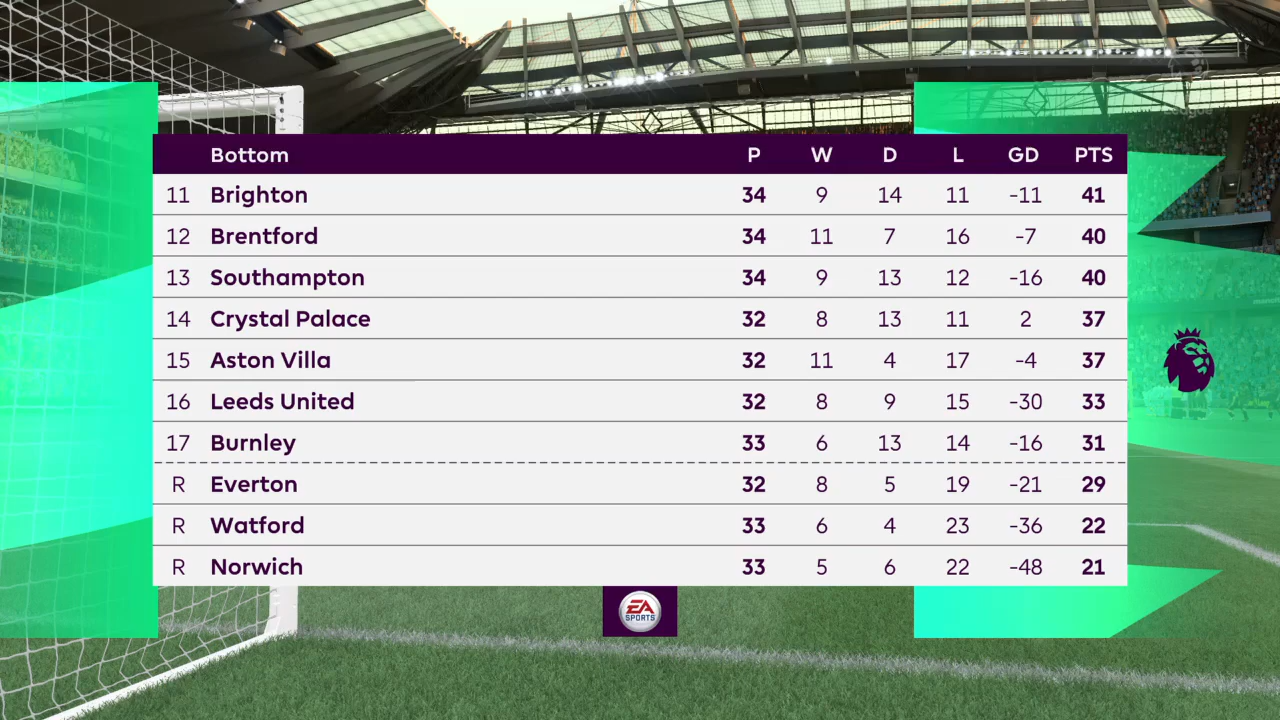 Bottom P W D L GD PTS
11 Brighton 34 9 14 11 -11 41
12 Brentford 34 11 7 16 -7 40
13 Southampton 34 9 13 12 -16 40
14 Crystal Palace 32 8 13 11 2 37
15 Aston Villa 32 11 4 17 -4 37
16 Leeds United 32 8 9 15 -30 33
17 Burnley 33 6 13 14 -16 31
R Everton 32 8 5 19 -21 29
R Watford 33 6 4 23 -36 22
R Norwich 33 5 6 22 -48 21
EA
SPORTS